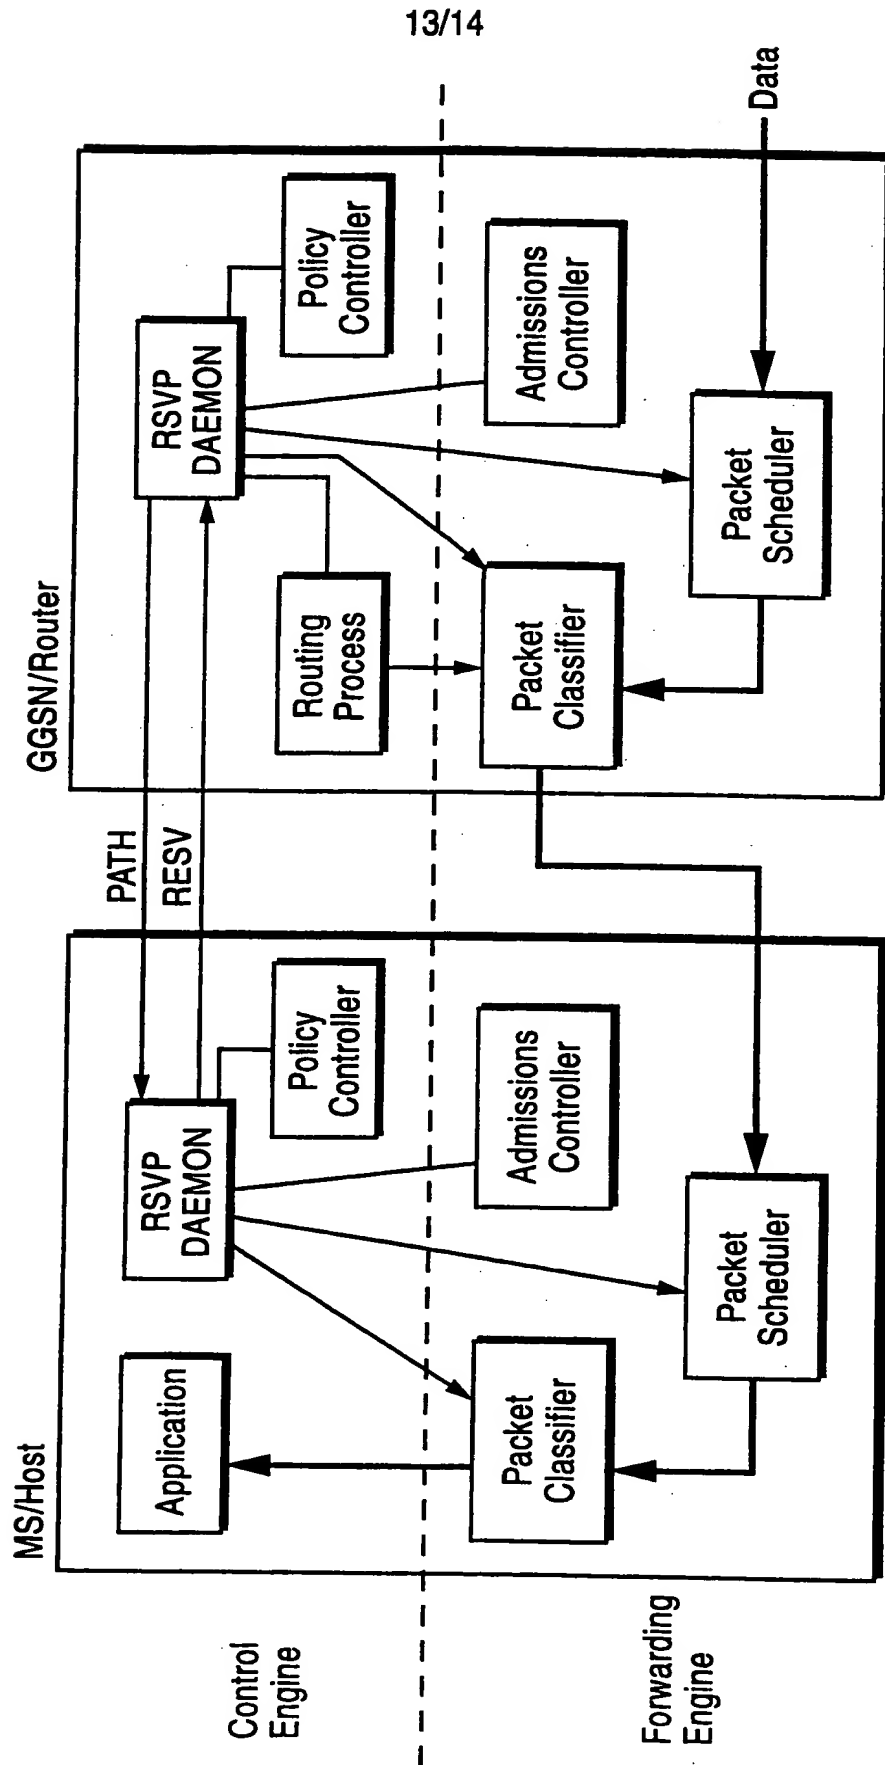 13/14
MS/Host
GGSN/Router
Control
Engine
Application
RSVP
DAEMON
Policy
Controller
PATH
RESV
Routing
Process
RSVP
DAEMON
Policy
Controller
Forwarding
Engine
Packet
Classifier
Admissions
Controller
Packet
Scheduler
Packet
Classifier
Admissions
Controller
Packet
Scheduler
Data